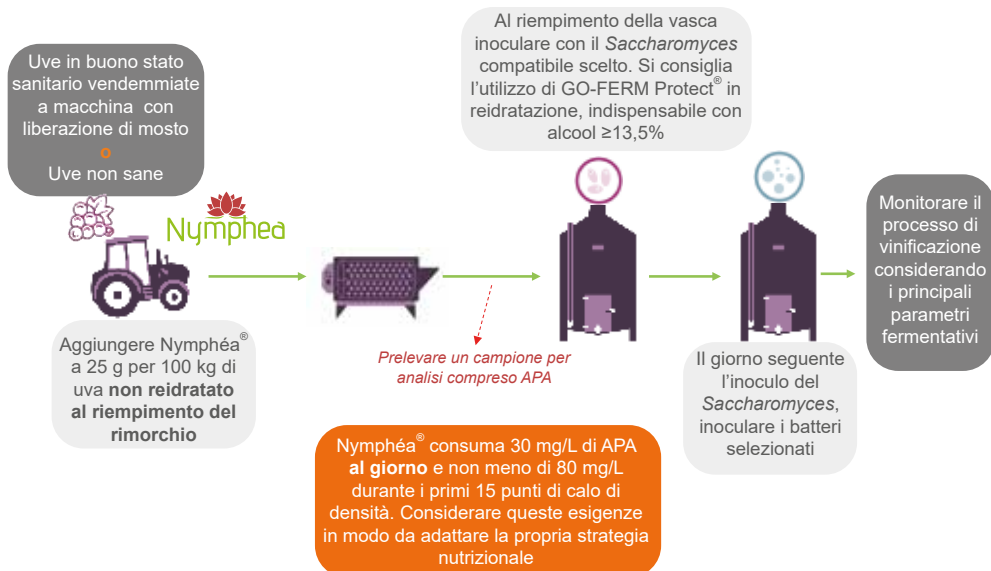 Uve in buono stato
sanitario vendemmiate
a macchina con
liberazione di mosto
o
Uve non sane
Nymphea
Aggiungere Nymphéa®
a 25 g per 100 kg di
uva non reidratato
al riempimento del
rimorchio
Prelevare un campione per
analisi compreso APA
Nymphéa® consuma 30 mg/L di APA
al giorno e non meno di 80 mg/L
durante i primi 15 punti di calo di
densità. Considerare queste esigenze
in modo da adattare la propria strategia
nutrizionale
Al riempimento della vasca
inoculare con il Saccharomyces
compatibile scelto. Si consiglia
l'utilizzo di GO-FERM Protect® in
reidratazione, indispensabile con
alcool ≥13,5%
Il giorno seguente
l'inoculo del
Saccharomyces,
inoculare i batteri
selezionati
Monitorare il
processo di
vinificazione
considerando
i principali
parametri
fermentativi